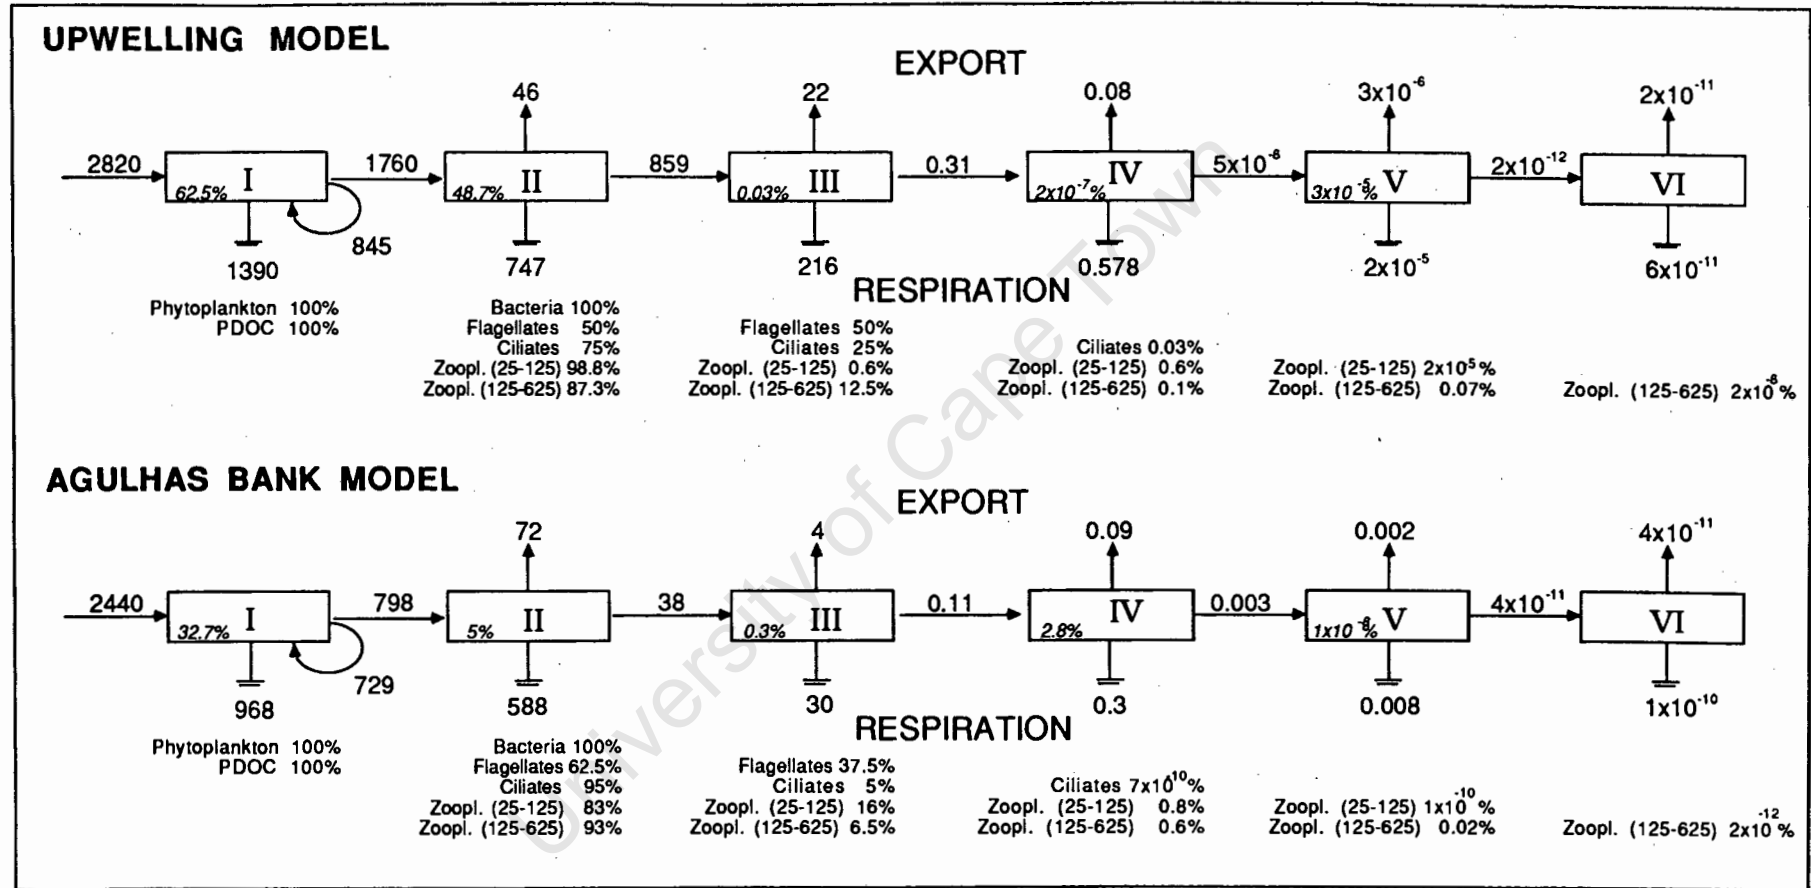 UPWELLING MODEL
EXPORT
46 22 0.08 3x10⁻⁶ 2x10⁻¹¹
2820 I 1760 II 859 III 0.31 IV 5x10⁻⁶ V 2x10⁻¹² VI
62.5% 48.7% 0.03% 2x10⁻⁷%
845
1390 747 216 0.578 2x10⁻⁵ 6x10⁻¹¹
RESPIRATION
Phytoplankton 100% Bacteria 100% Flagellates 50% Ciliates 0.03% Zoopl. (25-125) 2x10⁵% Zoopl. (125-625) 2x10⁻⁸%
PDOC 100% Flagellates 50% Ciliates 25% Zoopl. (25-125) 0.6% Zoopl. (125-625) 0.07%
Ciliates 75% Zoopl. (25-125) 0.6% Zoopl. (125-625) 0.1%
Zoopl. (25-125) 98.8% Zoopl. (125-625) 12.5%
Zoopl. (125-625) 87.3%
AGULHAS BANK MODEL
EXPORT
72 4 0.09 0.002 4x10⁻¹¹
2440 I 798 II 38 III 0.11 IV 0.003 V 4x10⁻¹¹ VI
32.7% 5% 0.3% 2.8% 1x10⁻⁸%
729
968 588 30 0.3 0.008 1x10⁻¹⁰
RESPIRATION
Phytoplankton 100% Bacteria 100% Flagellates 37.5% Ciliates 7x10¹⁰% Zoopl. (25-125) 1x10⁻¹⁰% Zoopl. (125-625) 2x10⁻¹²%
PDOC 100% Flagellates 62.5% Ciliates 5% Zoopl. (25-125) 0.8% Zoopl. (125-625) 0.02%
Ciliates 95% Zoopl. (25-125) 16% Zoopl. (125-625) 0.6%
Zoopl. (25-125) 83% Zoopl. (125-625) 6.5%
Zoopl. (125-625) 93%
University of Cape Town